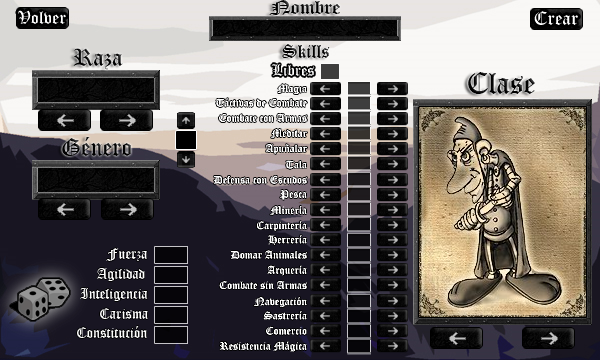 Volver
Nombre
Crear
Raza
Género
Fuerza
Agilidad
Inteligencia
Carisma
Constitución
Skills
Libres
Magia
Tácticas de Combate
Combate con Armas
Meditar
Apuñalar
Tala
Defensa con Escudos
Pesca
Mineria
Carpintería
Herrería
Domar Animales
Arquería
Combate sin Armas
Navegación
Sastrería
Comercio
Resistencia Mágica
Clase